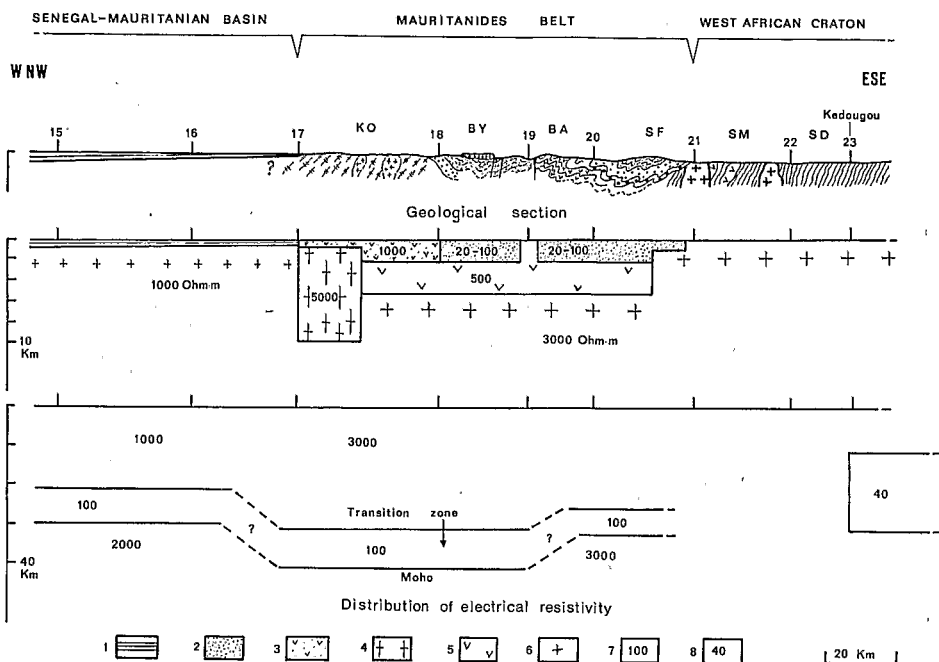 SENEGAL-MAURITANIAN BASIN MAURITANIDES BELT WEST AFRICAN CRATON
WNW ESE
Kedougou
15 16 17 KO 18 BY 19 BA 20 SF 21 SM 22 SD 23
?
Geological section
1000 20-100 20-100
1000 Ohm-m 5000 500
3000 Ohm-m
10
Km
1000 3000
40
100 Transition zone 100
? ?
2000 100 3000
40
Km
Moho
Distribution of electrical resistivity
1 2 3 4 5 6 7 100 8 40 20 Km